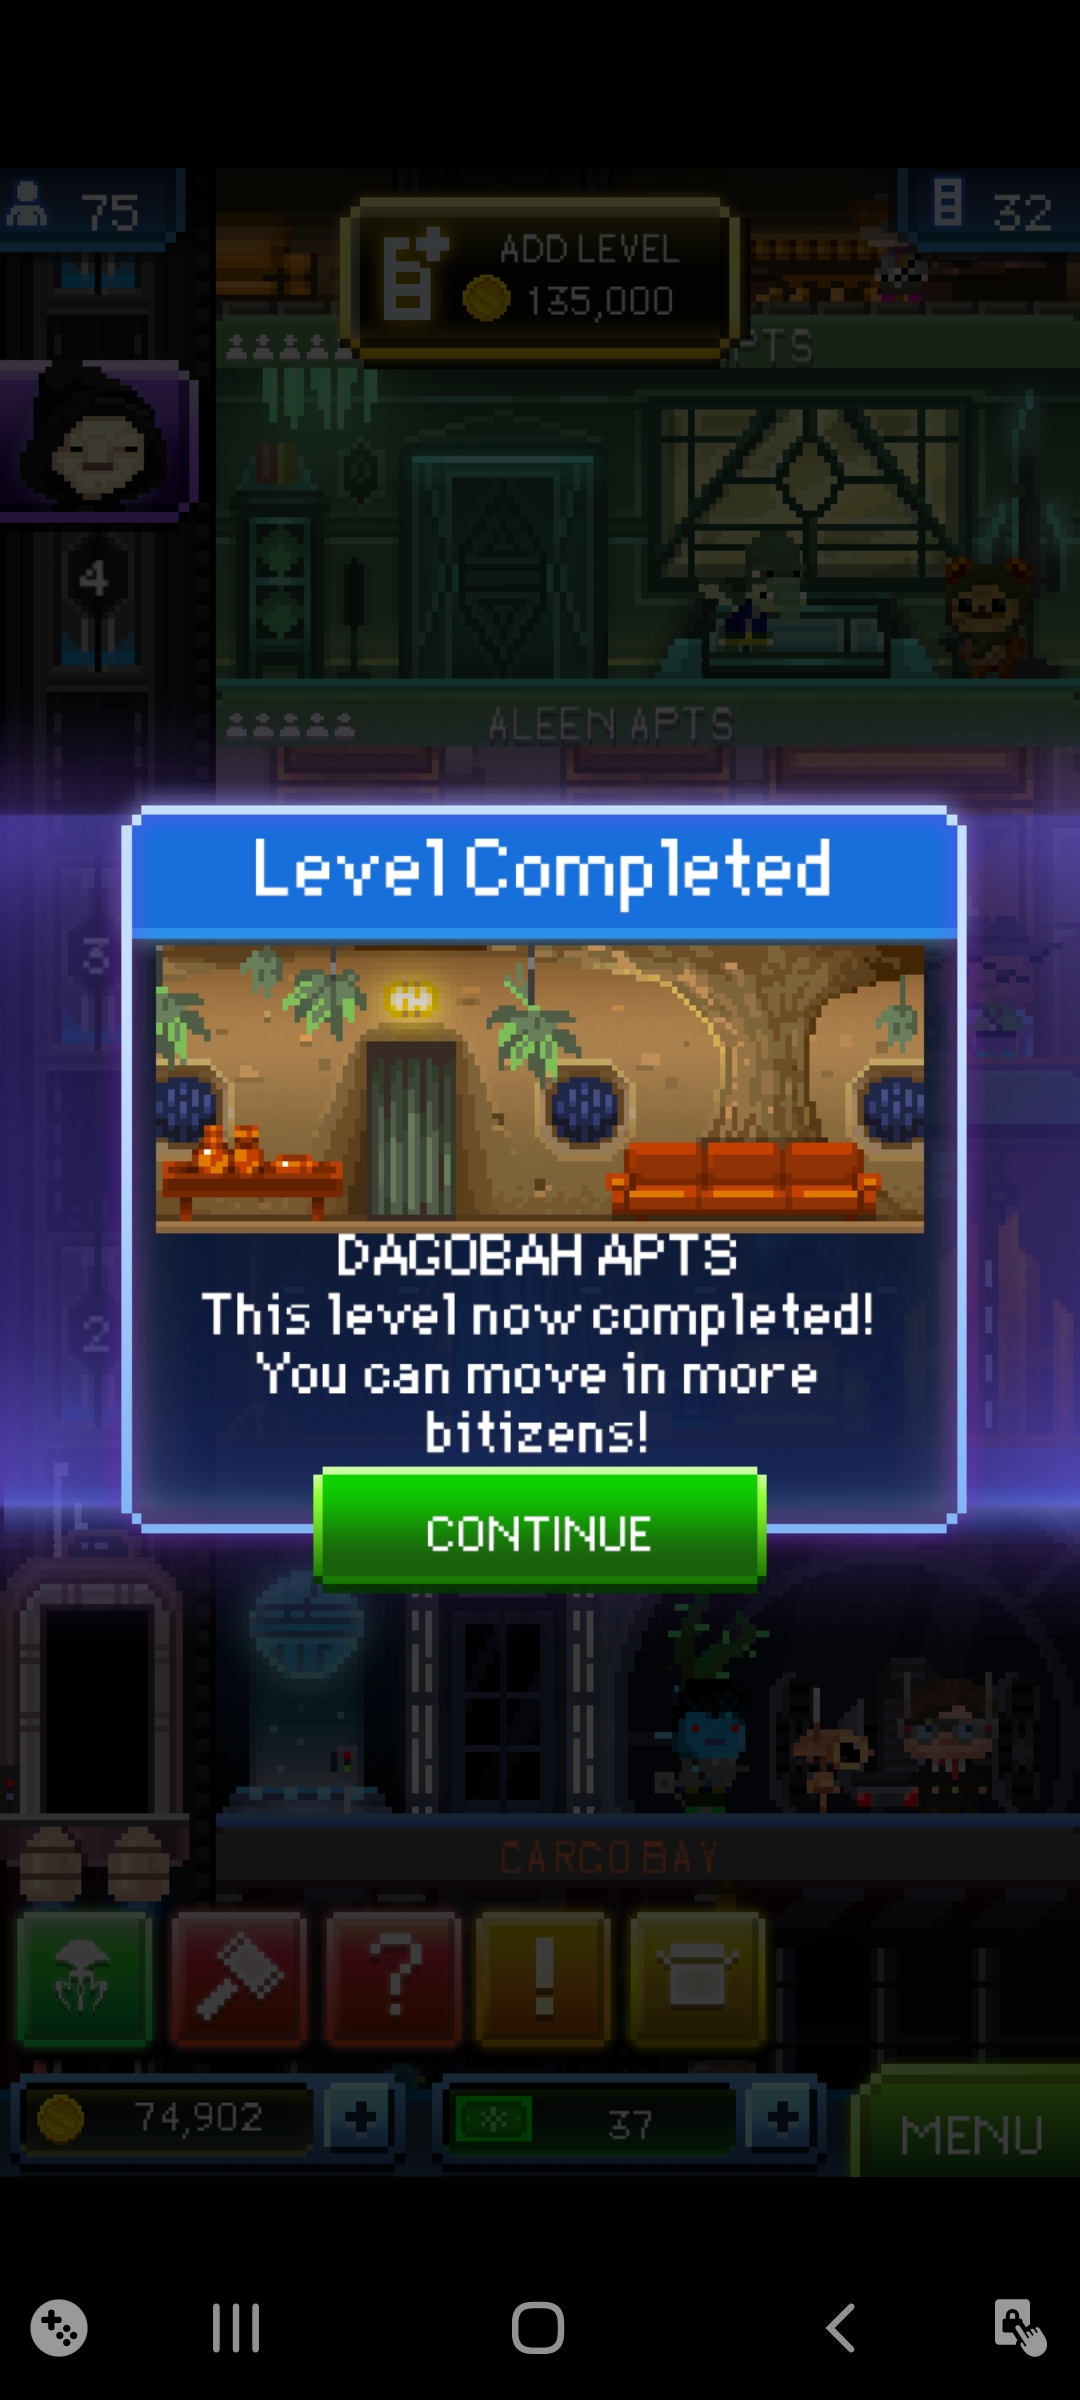 75
32
ADD LEVEL
135,000
PTS
4
ALEEN APTS
Level Completed
3
DAGOBAH APTS
This level now completed!
You can move in more
bitizens!
2
CONTINUE
CARGO BAY
?
!
74,902
+
37
+
MENU